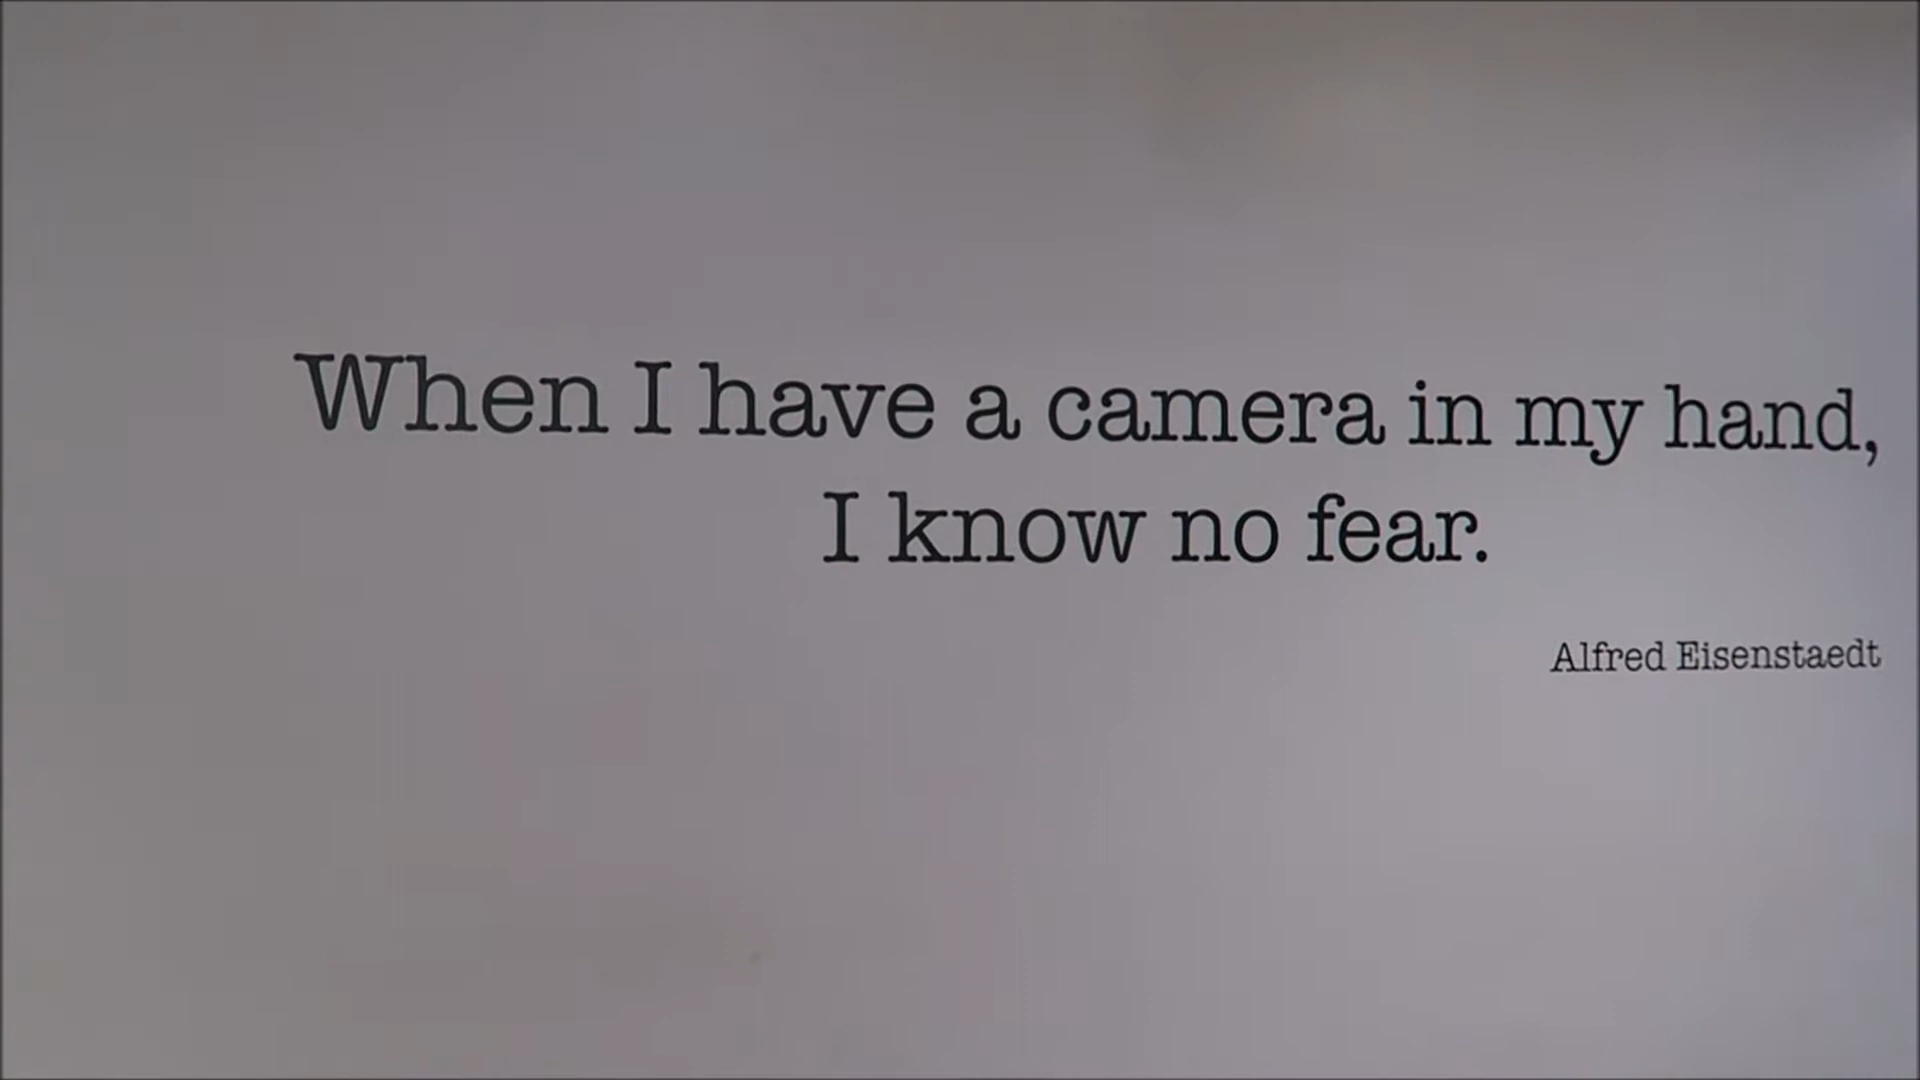 When I have a camera in my hand,
I know no fear.
Alfred Eisenstaedt